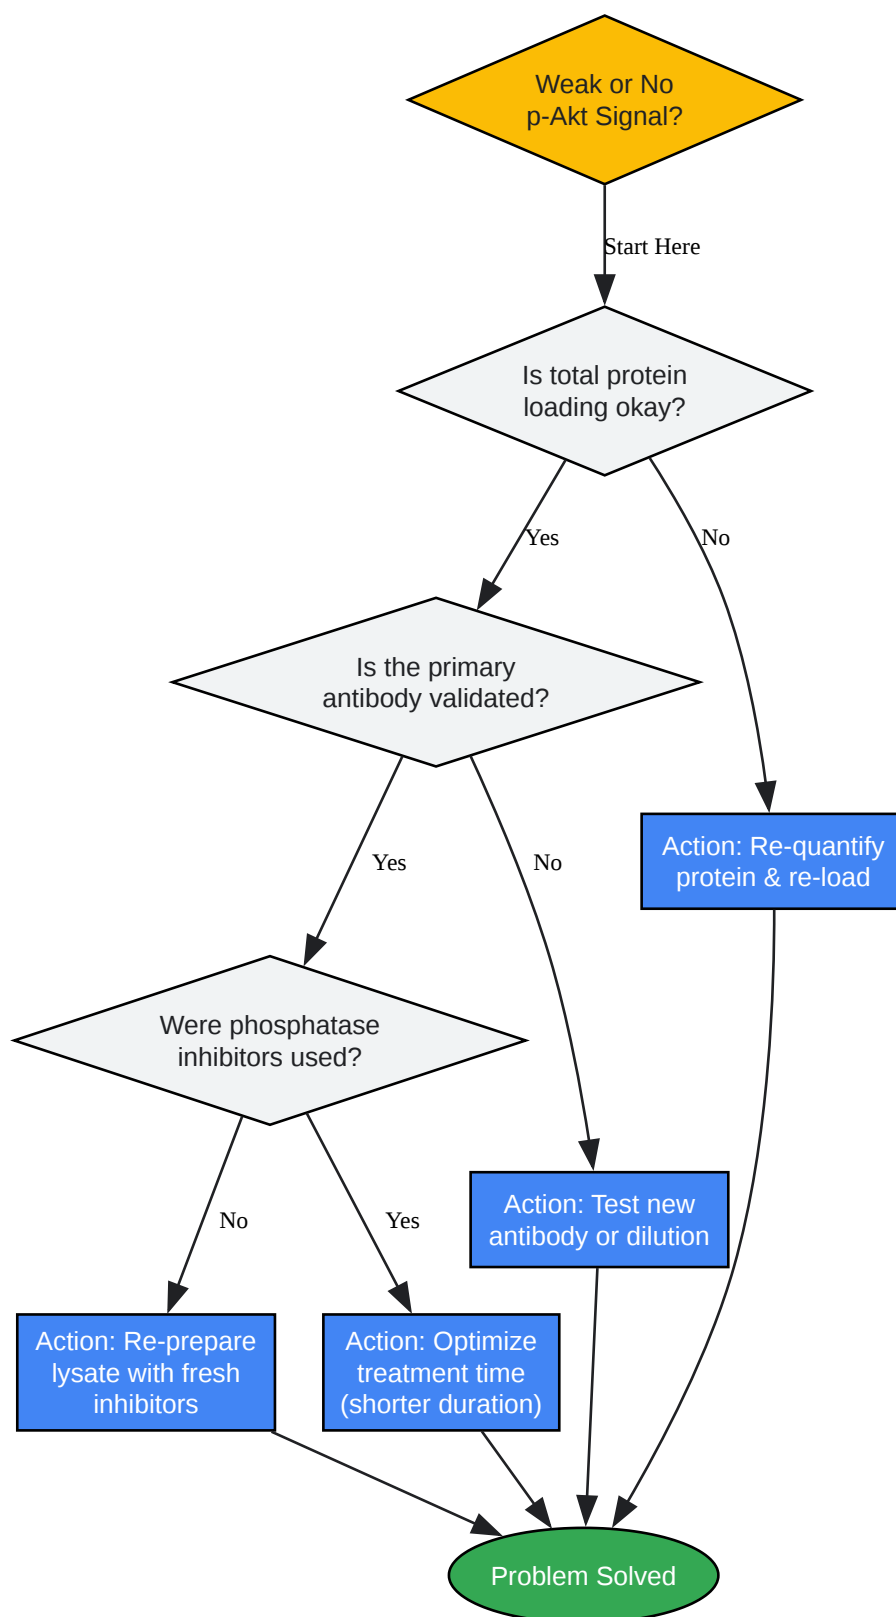 Weak or No
p-Akt Signal?
Start Here
Is total protein
loading okay?
Yes
No
Is the primary
antibody validated?
Action: Re-quantify
protein & re-load
Yes
No
Were phosphatase
inhibitors used?
Action: Test new
antibody or dilution
No
Yes
Action: Re-prepare
lysate with fresh
inhibitors
Action: Optimize
treatment time
(shorter duration)
Problem Solved